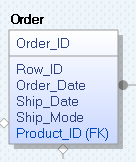 Order
Order_ID
Row_ID
Order_Date
Ship_Date
Ship_Mode
Product_ID (FK)